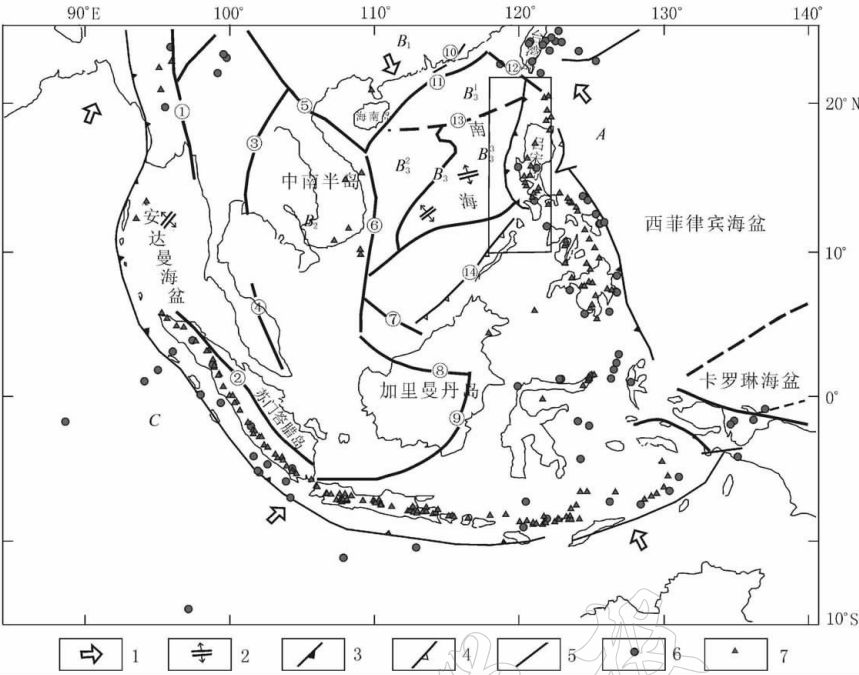 90°E 100° 110° 120° 130° 140°
B₁ ⑩
⑪ ⑫
台湾
20°N
① ⑤ 海南岛 B₃¹
⑬ 南 A
③ 吕宋
中南半岛 B₃² B₃ B₃³
海
安达曼海盆
B₂ ⑥
西菲律宾海盆
10°
⑭
④ ⑦
② ⑧
苏门答腊岛
加里曼丹岛
卡罗琳海盆
0°
C ⑨
10°S
1 2 3 4 5 6 7